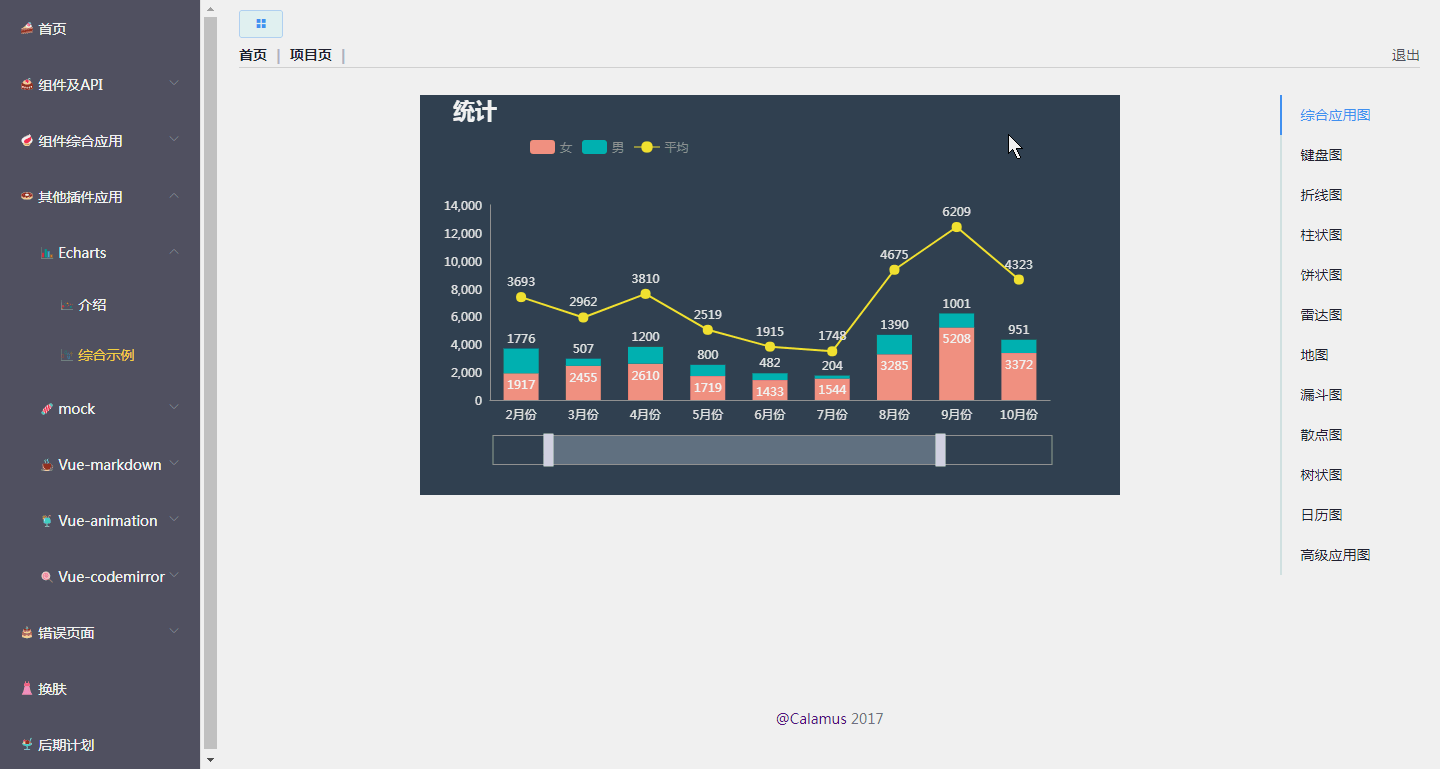 首页
组件及API
组件综合应用
其他插件应用
Echarts
介绍
综合示例
mock
Vue-markdown
Vue-animation
Vue-codemirror
错误页面
换肤
后期计划
首页 | 项目页 |
退出
统计
女 男 平均
14,000
12,000
10,000
8,000
6,000
4,000
2,000
0
3693 2962 3810 2519 1915 1748 4675 6209 4323
1776 507 1200 800 482 204 1390 1001 951
1917 2455 2610 1719 1433 1544 3285 5208 3372
2月份 3月份 4月份 5月份 6月份 7月份 8月份 9月份 10月份
综合应用图
键盘图
折线图
柱状图
饼状图
雷达图
地图
漏斗图
散点图
树状图
日历图
高级应用图
@Calamus 2017